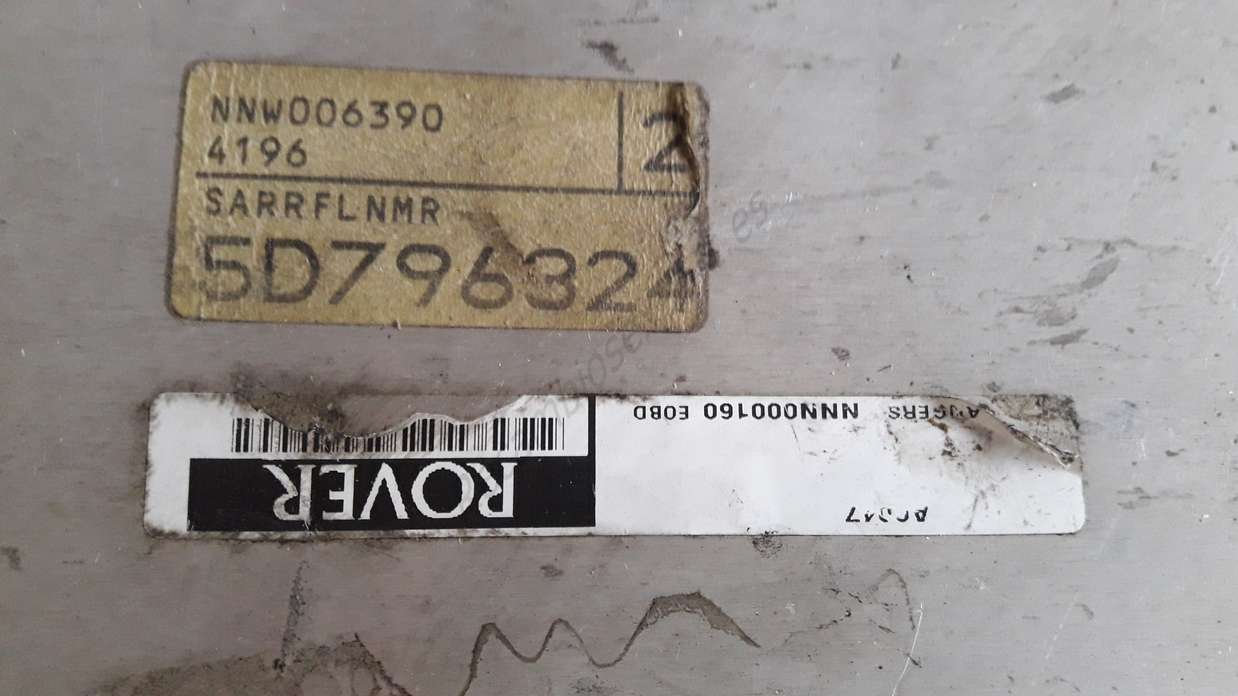 NNW006390
4196
2
SARRFLNMR
5D796324
NNN000160 EOBD
ROVER